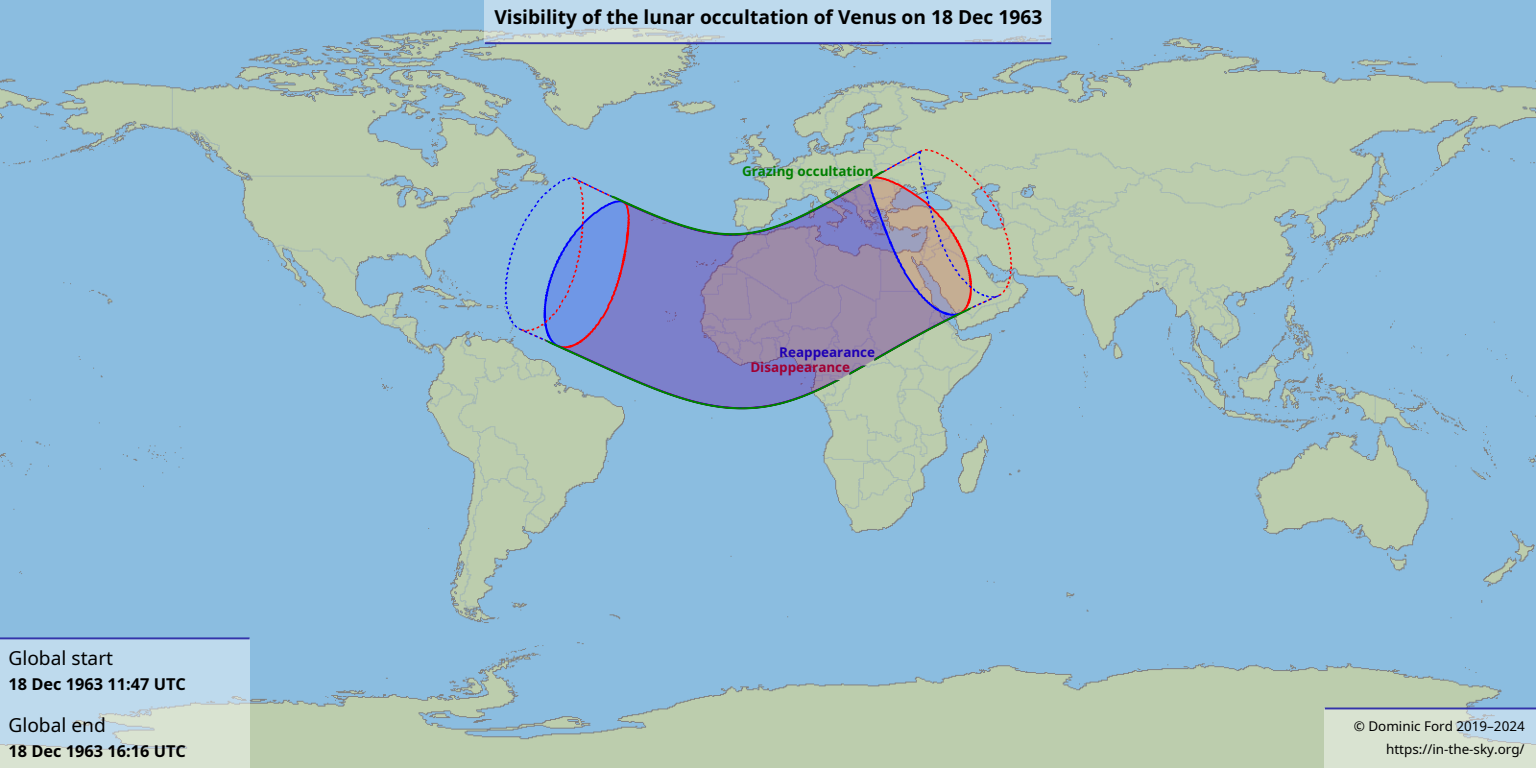 Visibility of the lunar occultation of Venus on 18 Dec 1963
Grazing occultation
Reappearance
Disappearance
Global start
18 Dec 1963 11:47 UTC
Global end
18 Dec 1963 16:16 UTC
© Dominic Ford 2019–2024
https://in-the-sky.org/